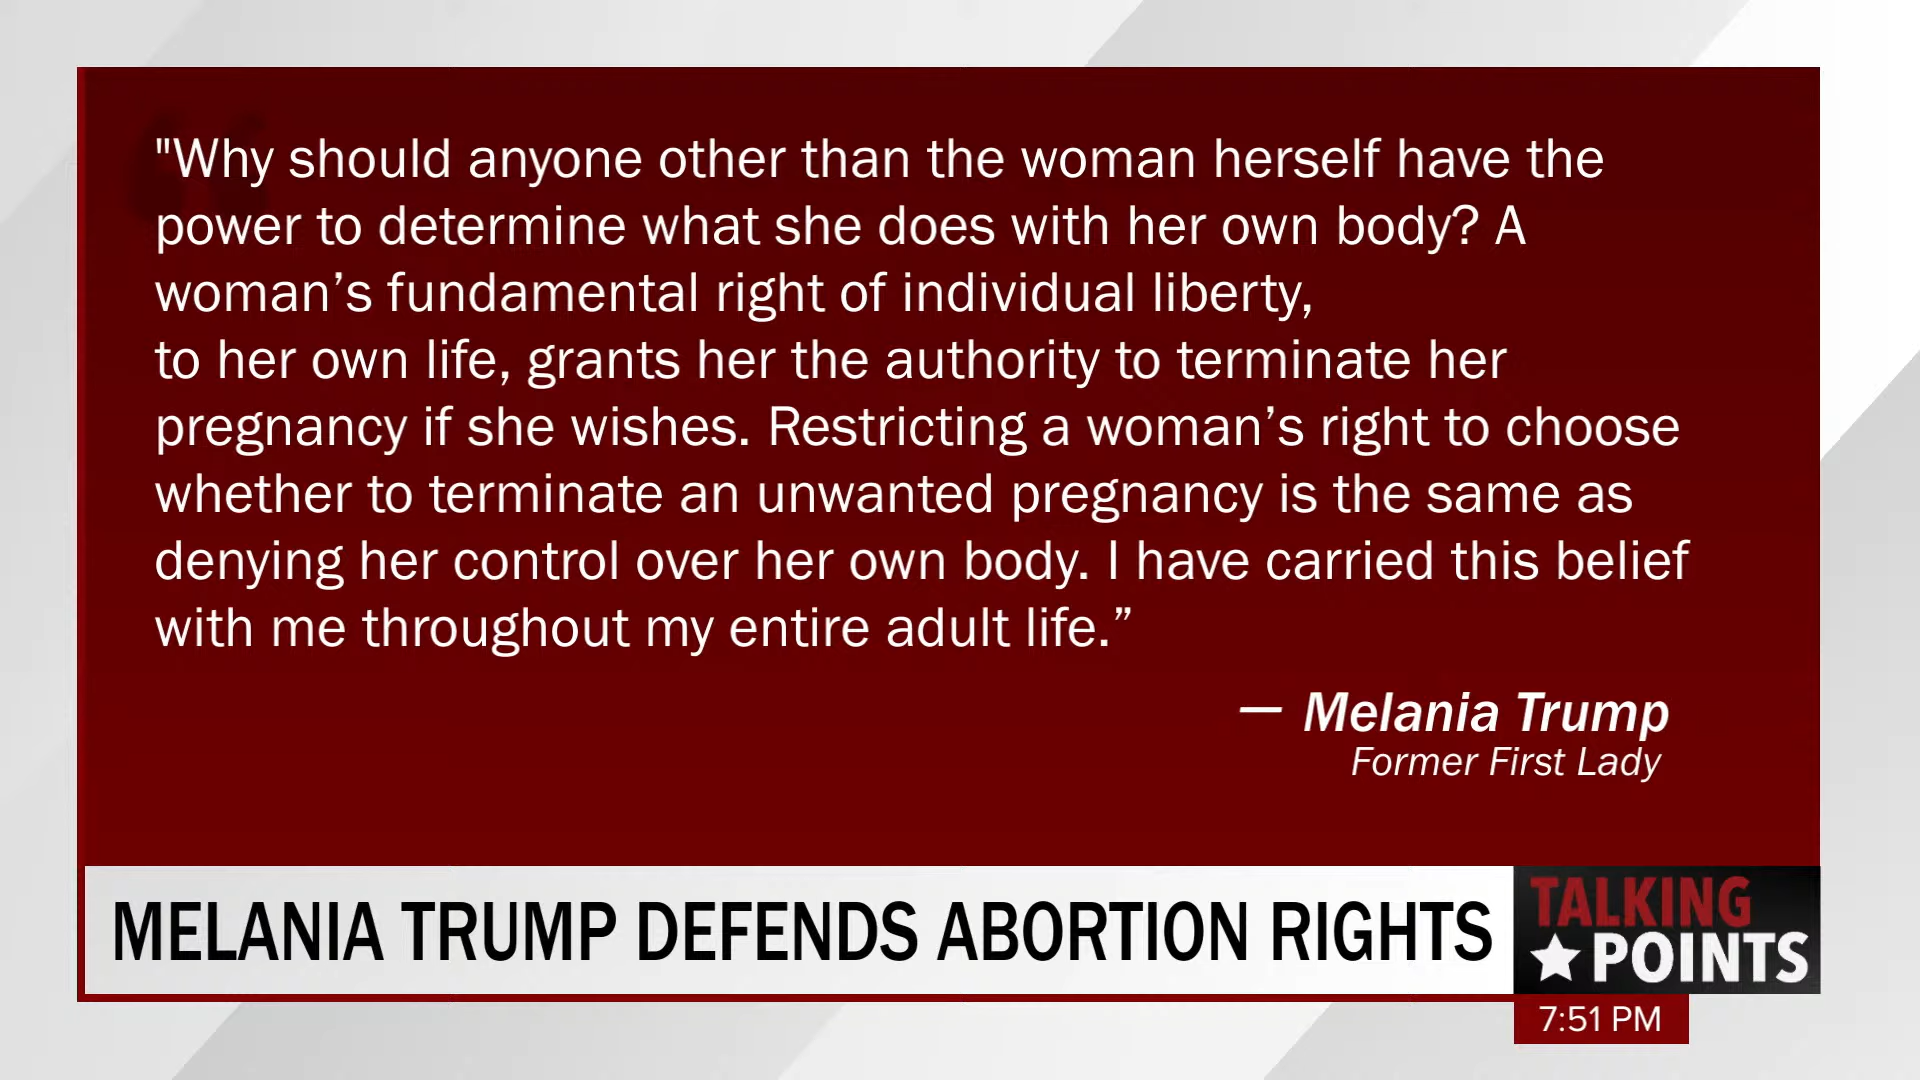 "Why should anyone other than the woman herself have the
power to determine what she does with her own body? A
woman’s fundamental right of individual liberty,
to her own life, grants her the authority to terminate her
pregnancy if she wishes. Restricting a woman’s right to choose
whether to terminate an unwanted pregnancy is the same as
denying her control over her own body. I have carried this belief
with me throughout my entire adult life.”
— Melania Trump
Former First Lady
MELANIA TRUMP DEFENDS ABORTION RIGHTS
TALKING
POINTS
7:51 PM